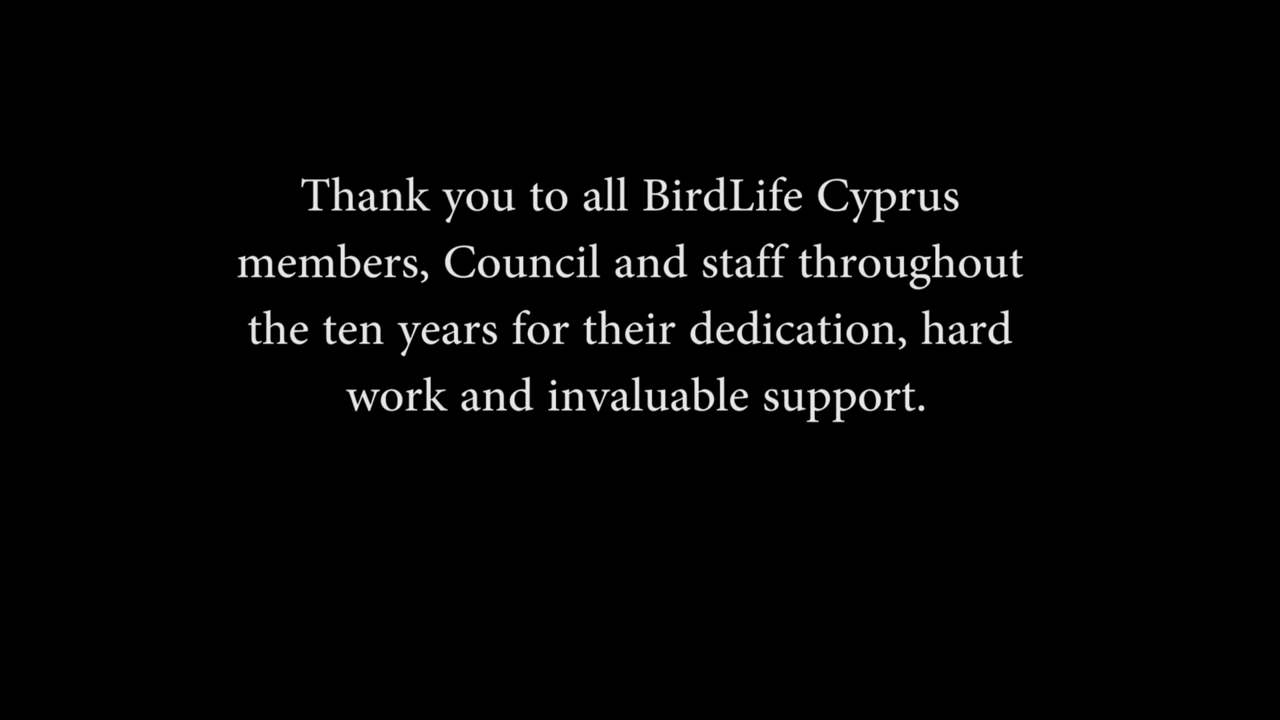 Thank you to all BirdLife Cyprus
members, Council and staff throughout
the ten years for their dedication, hard
work and invaluable support.